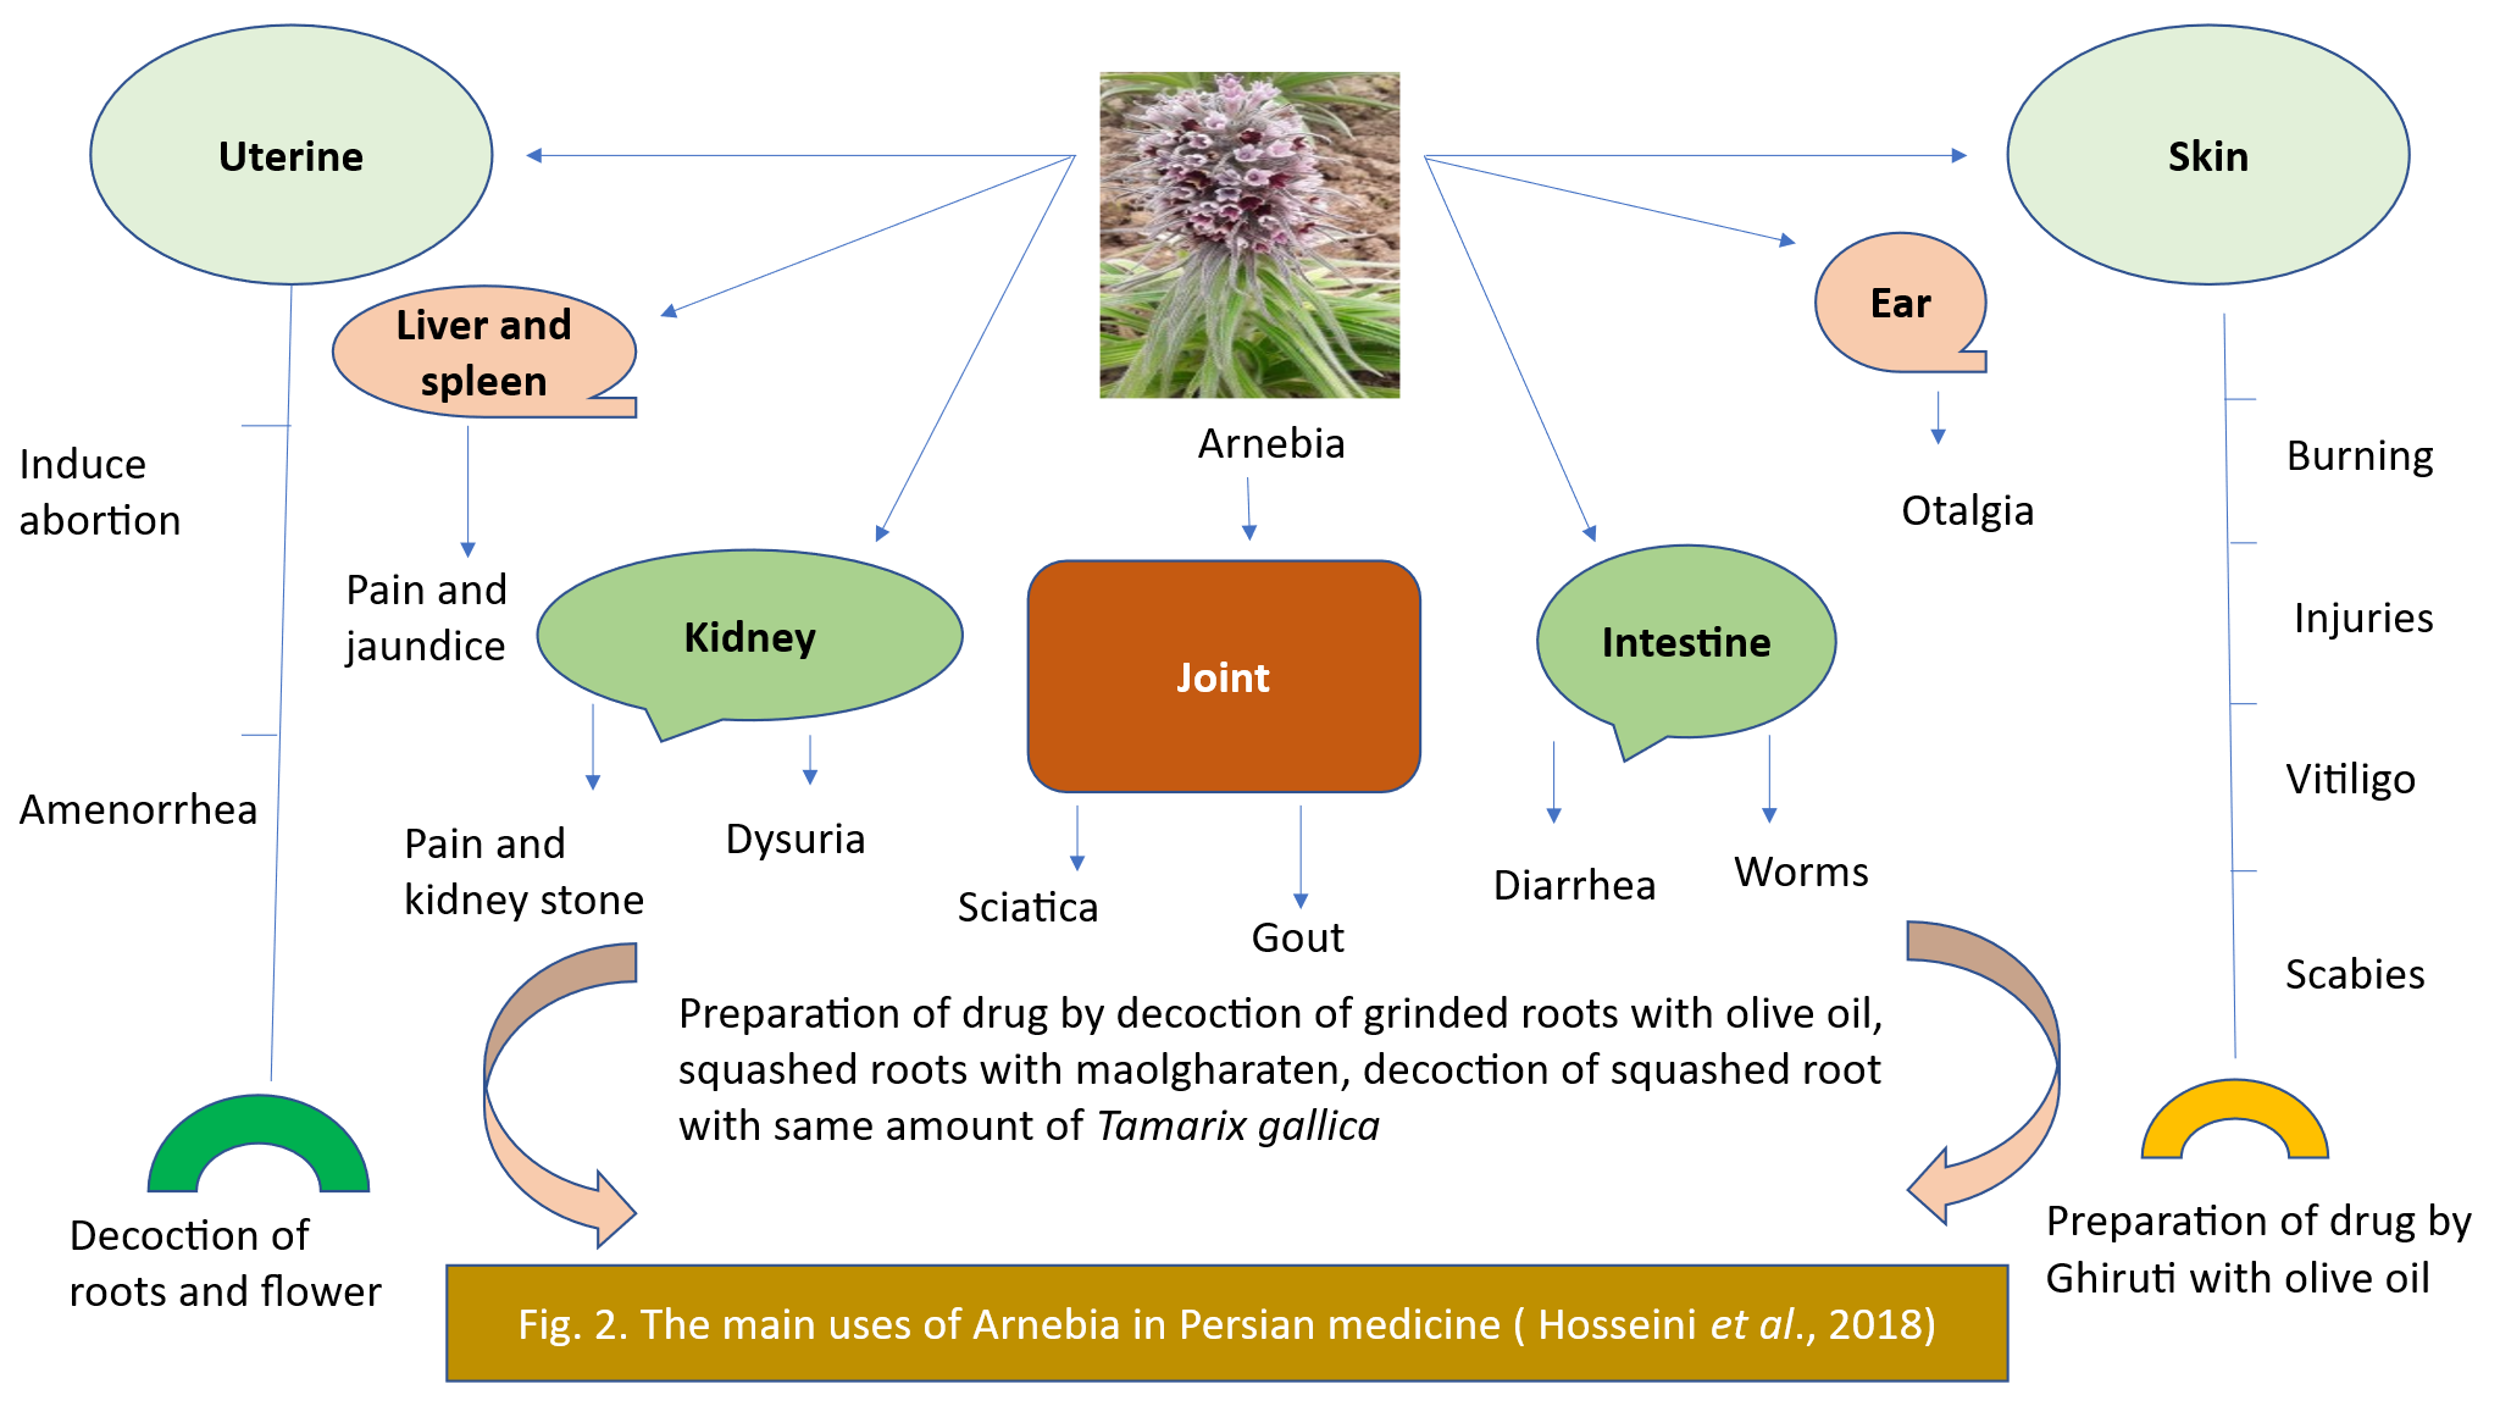 Uterine
Skin
Liver and
spleen
Ear
Arnebia
Induce
abortion
Burning
Otalgia
Pain and
jaundice
Injuries
Kidney
Joint
Intestine
Vitiligo
Amenorrhea
Pain and
kidney stone
Dysuria
Sciatica
Gout
Diarrhea
Worms
Scabies
Preparation of drug by decoction of grinded roots with olive oil,
squashed roots with maolgharaten, decoction of squashed root
with same amount of Tamarix gallica
Decoction of
roots and flower
Preparation of drug by
Ghiruti with olive oil
Fig. 2. The main uses of Arnebia in Persian medicine ( Hosseini et al., 2018)